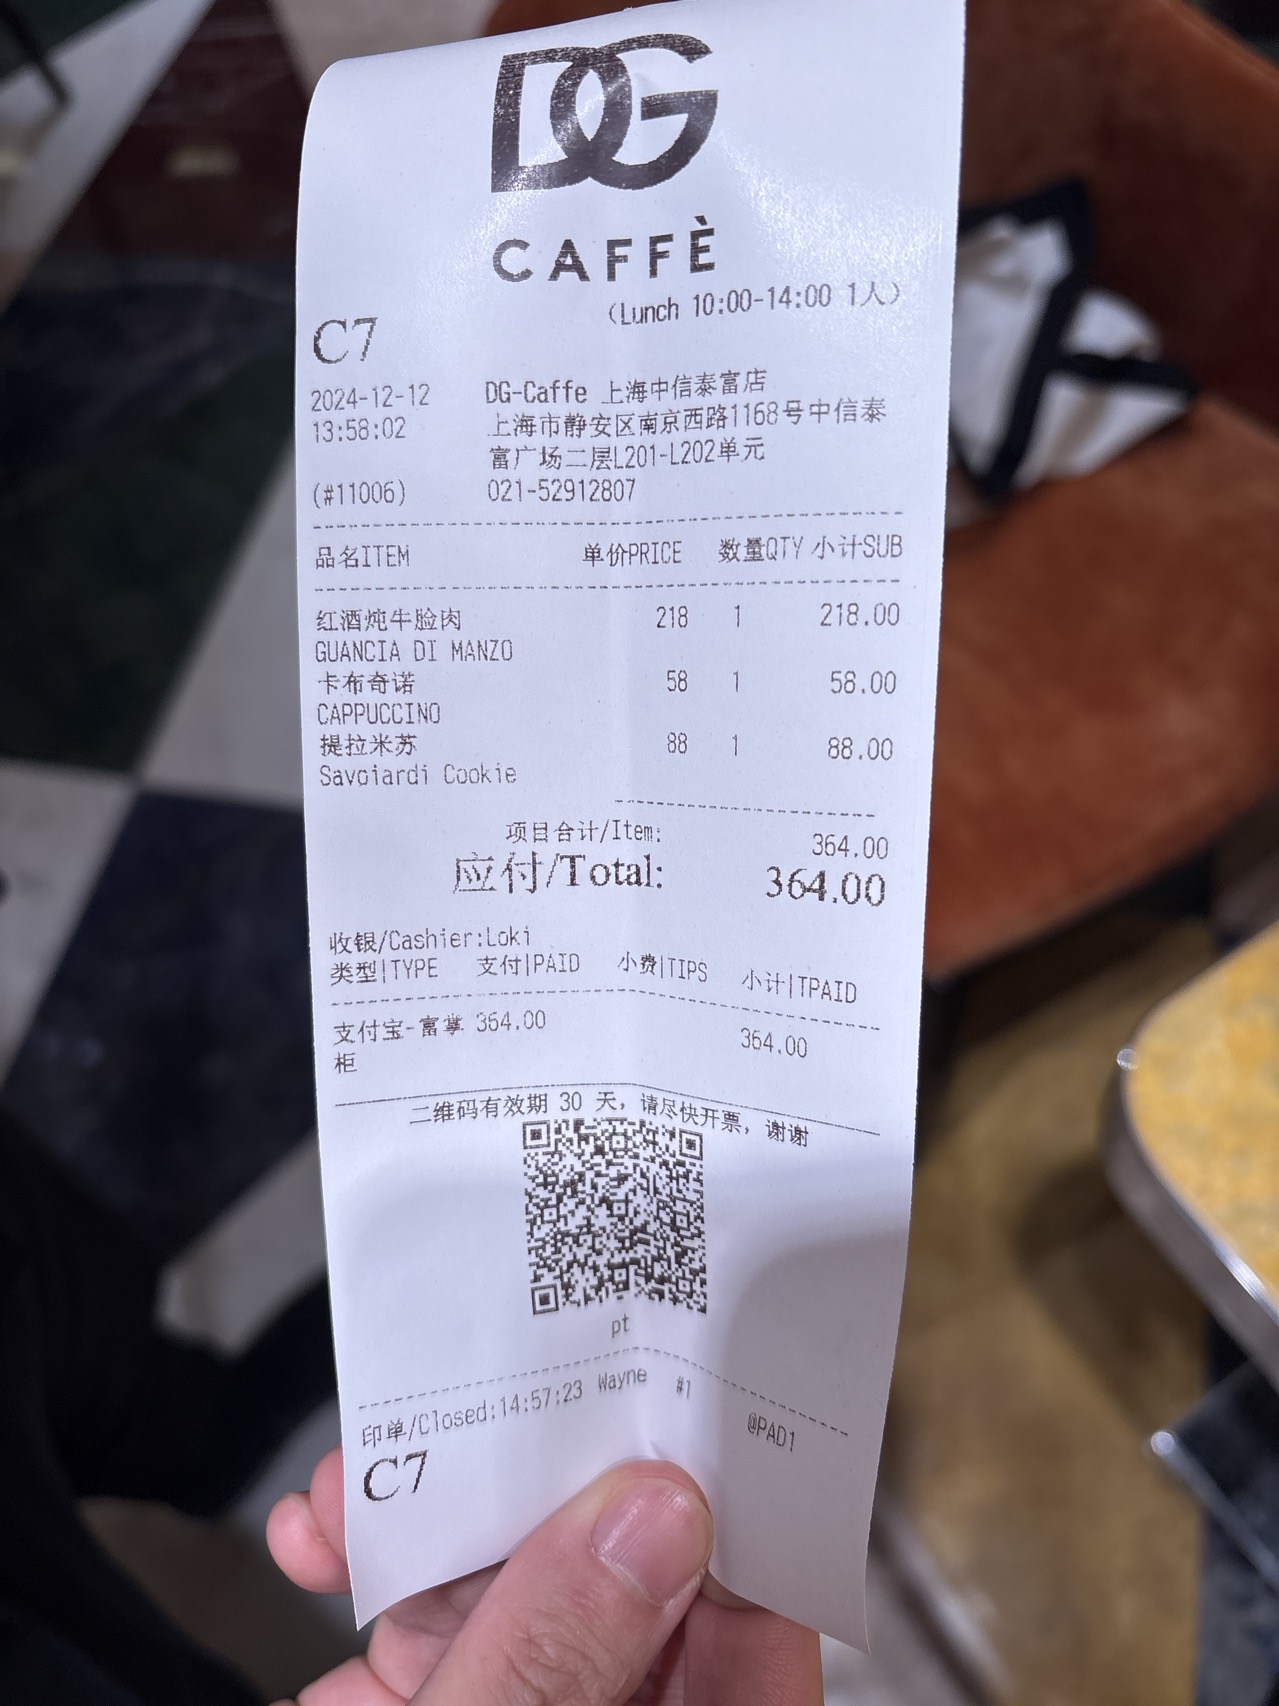 DG
CAFFÈ
(Lunch 10:00-14:00 1人)
C7
2024-12-12
13:58:02
(#11006)
DG-Caffe 上海中信泰富店
上海市静安区南京西路1168号中信泰
富广场二层L201-L202单元
021-52912807
品名ITEM 单价PRICE 数量QTY 小计SUB
红酒炖牛脸肉 218 1 218.00
GUANCIA DI MANZO
卡布奇诺 58 1 58.00
CAPPUCCINO
提拉米苏 88 1 88.00
Savoiardi Cookie
项目合计/Item: 364.00
应付/Total: 364.00
收银/Cashier:Loki
类型|TYPE 支付|PAID 小费|TIPS 小计|TPAID
支付宝-富掌 364.00 364.00
柜
二维码有效期 30 天，请尽快开票，谢谢
pt
印单/Closed:14:57:23 Wayne #1 @PAD1
C7